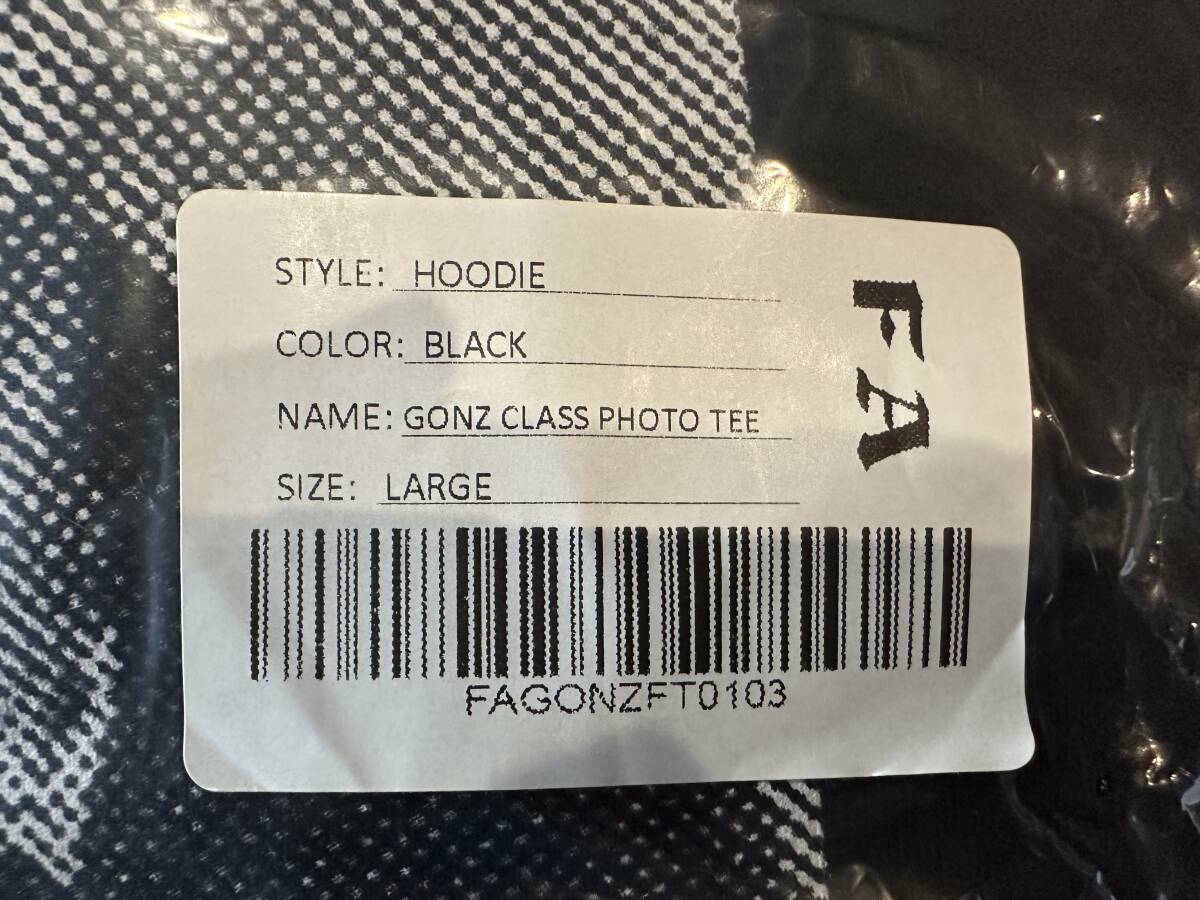 STYLE: HOODIE
COLOR: BLACK
NAME: GONZ CLASS PHOTO TEE
SIZE: LARGE
FAGONZFT0103
FA